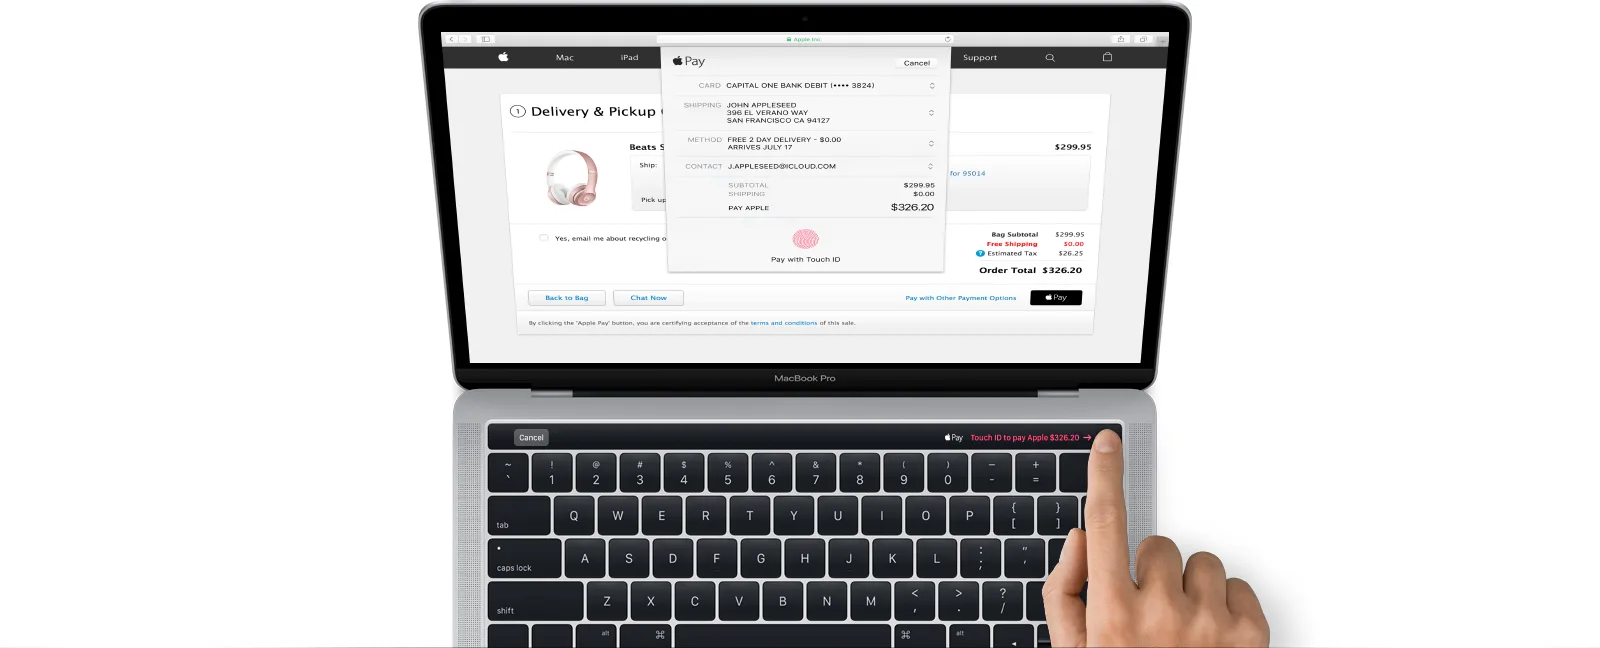 Apple Inc.
Mac
iPad
Support
Pay
Cancel
CARD CAPITAL ONE BANK DEBIT (•••• 3824)
SHIPPING JOHN APPLESEED
396 EL VERANO WAY
SAN FRANCISCO CA 94127
METHOD FREE 2 DAY DELIVERY - $0.00
ARRIVES JULY 17
CONTACT J.APPLESEED@ICLOUD.COM
SUBTOTAL $299.95
SHIPPING $0.00
PAY APPLE $326.20
Pay with Touch ID
1 Delivery & Pickup
Beats
$299.95
Ship:
for 95014
Pick up
Yes, email me about recycling
Bag Subtotal $299.95
Free Shipping $0.00
? Estimated Tax $26.25
Order Total $326.20
Back to Bag
Chat Now
Pay with Other Payment Options
Pay
By clicking the 'Apple Pay' button, you are certifying acceptance of the terms and conditions of this sale.
MacBook Pro
Cancel
Pay Touch ID to pay Apple $326.20 →
~ ! @ # $ % ^ & * ( ) — +
` 1 2 3 4 5 6 7 8 9 0 - =
tab Q W E R T Y U I O P { [ } ]
caps lock A S D F G H J K L : ; " '
shift Z X C V B N M < , > . ? /
alt ⌘ ⌘ alt